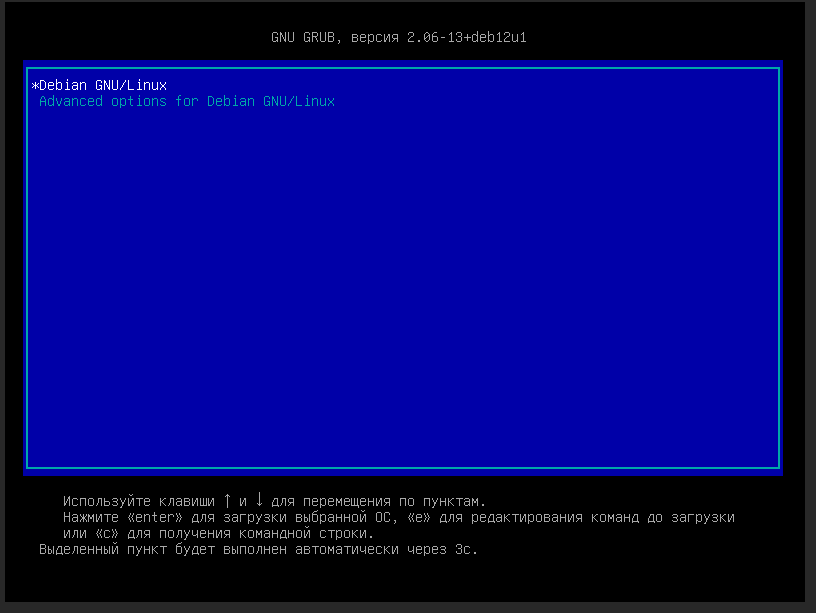 GNU GRUB, версия 2.06-13+deb12u1
*Debian GNU/Linux
Advanced options for Debian GNU/Linux
Используйте клавиши ↑ и ↓ для перемещения по пунктам.
Нажмите «enter» для загрузки выбранной ОС, «e» для редактирования команд до загрузки
или «c» для получения командной строки.
Выделенный пункт будет выполнен автоматически через 3с.